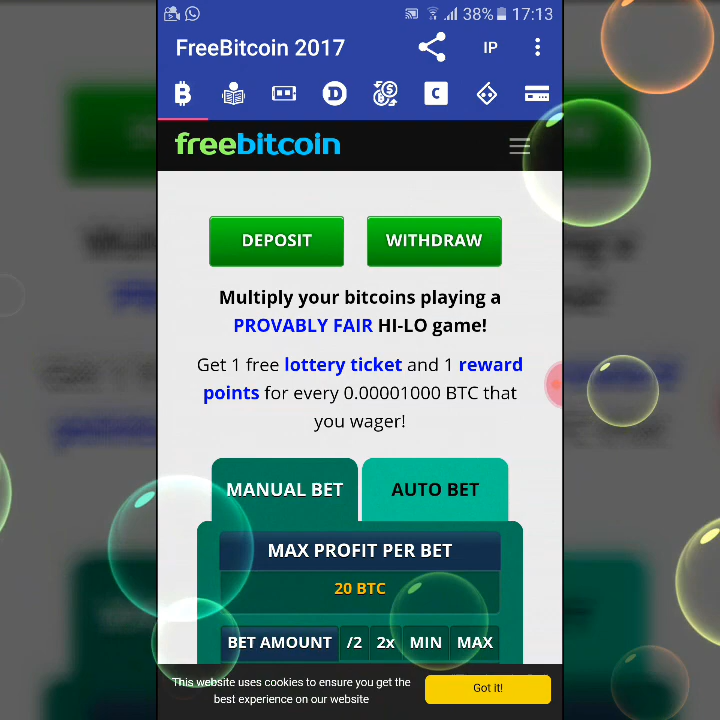 38% 17:13
FreeBitcoin 2017 IP
freebitcoin
DEPOSIT WITHDRAW
Multiply your bitcoins playing a
PROVABLY FAIR HI-LO game!
Get 1 free lottery ticket and 1 reward
points for every 0.00001000 BTC that
you wager!
MANUAL BET AUTO BET
MAX PROFIT PER BET
20 BTC
BET AMOUNT /2 2x MIN MAX
This website uses cookies to ensure you get the
best experience on our website
Got it!